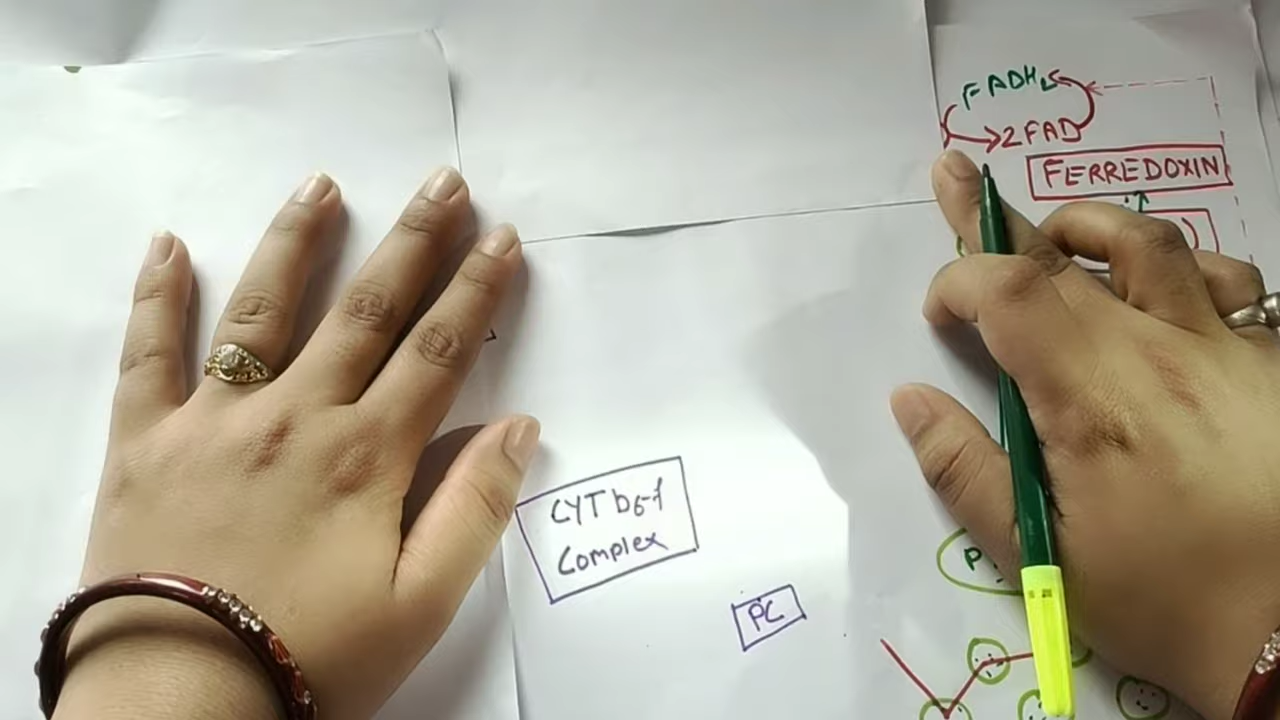 FADH2
2FAD
FERREDOXIN
CYT b6-f
Complex
PC